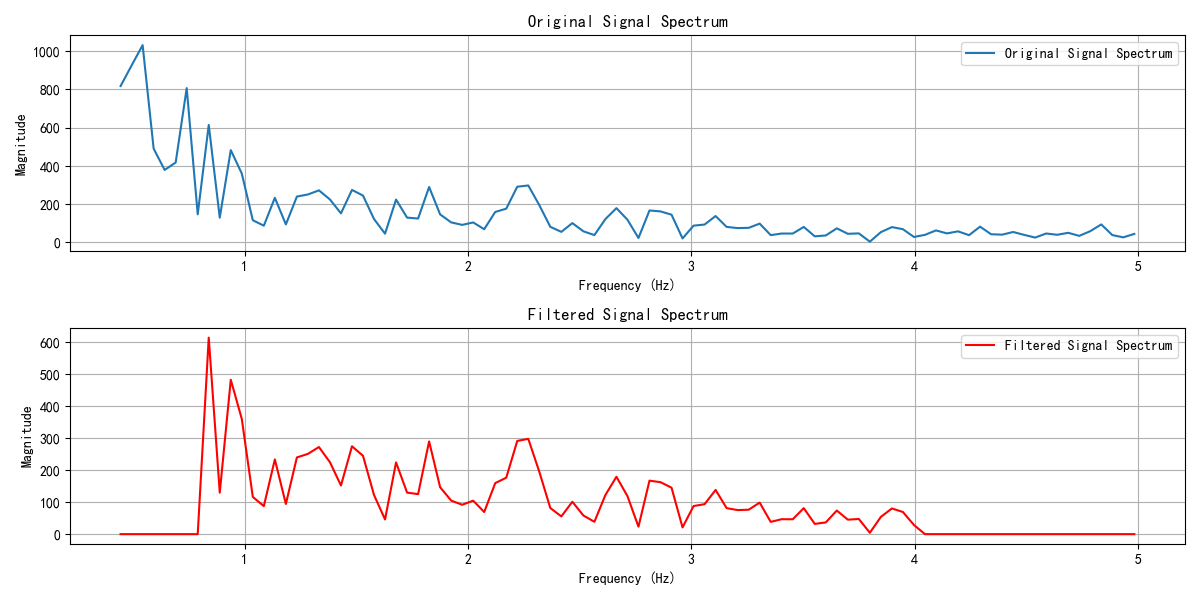 Original Signal Spectrum
Original Signal Spectrum
Magnitude
1000
800
600
400
200
0
1
2
3
4
5
Frequency (Hz)
Filtered Signal Spectrum
Filtered Signal Spectrum
Magnitude
600
500
400
300
200
100
0
1
2
3
4
5
Frequency (Hz)